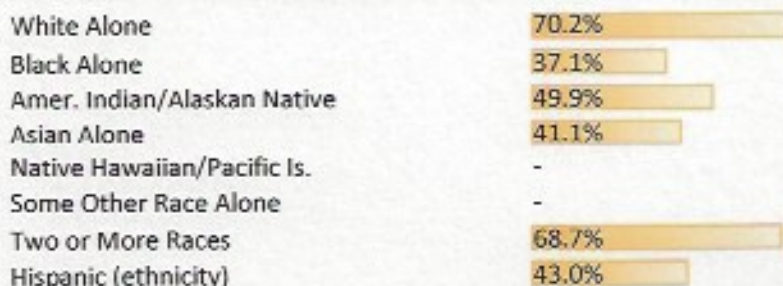 White Alone 70.2%
Black Alone 37.1%
Amer. Indian/Alaskan Native 49.9%
Asian Alone 41.1%
Native Hawaiian/Pacific Is. -
Some Other Race Alone -
Two or More Races 68.7%
Hispanic (ethnicity) 43.0%